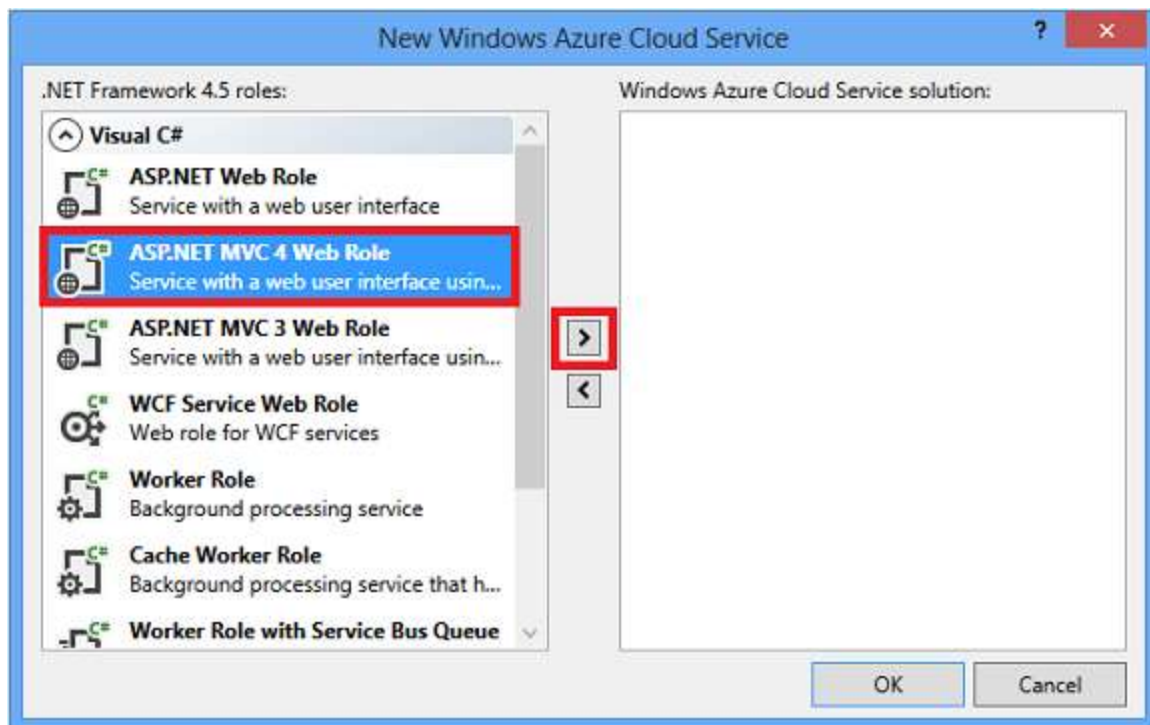 New Windows Azure Cloud Service
?
.NET Framework 4.5 roles:
Windows Azure Cloud Service solution:
Visual C#
C#
ASP.NET Web Role
Service with a web user interface
C#
ASP.NET MVC 4 Web Role
Service with a web user interface usin...
C#
ASP.NET MVC 3 Web Role
Service with a web user interface usin...
C#
WCF Service Web Role
Web role for WCF services
C#
Worker Role
Background processing service
C#
Cache Worker Role
Background processing service that h...
C#
Worker Role with Service Bus Queue
OK
Cancel